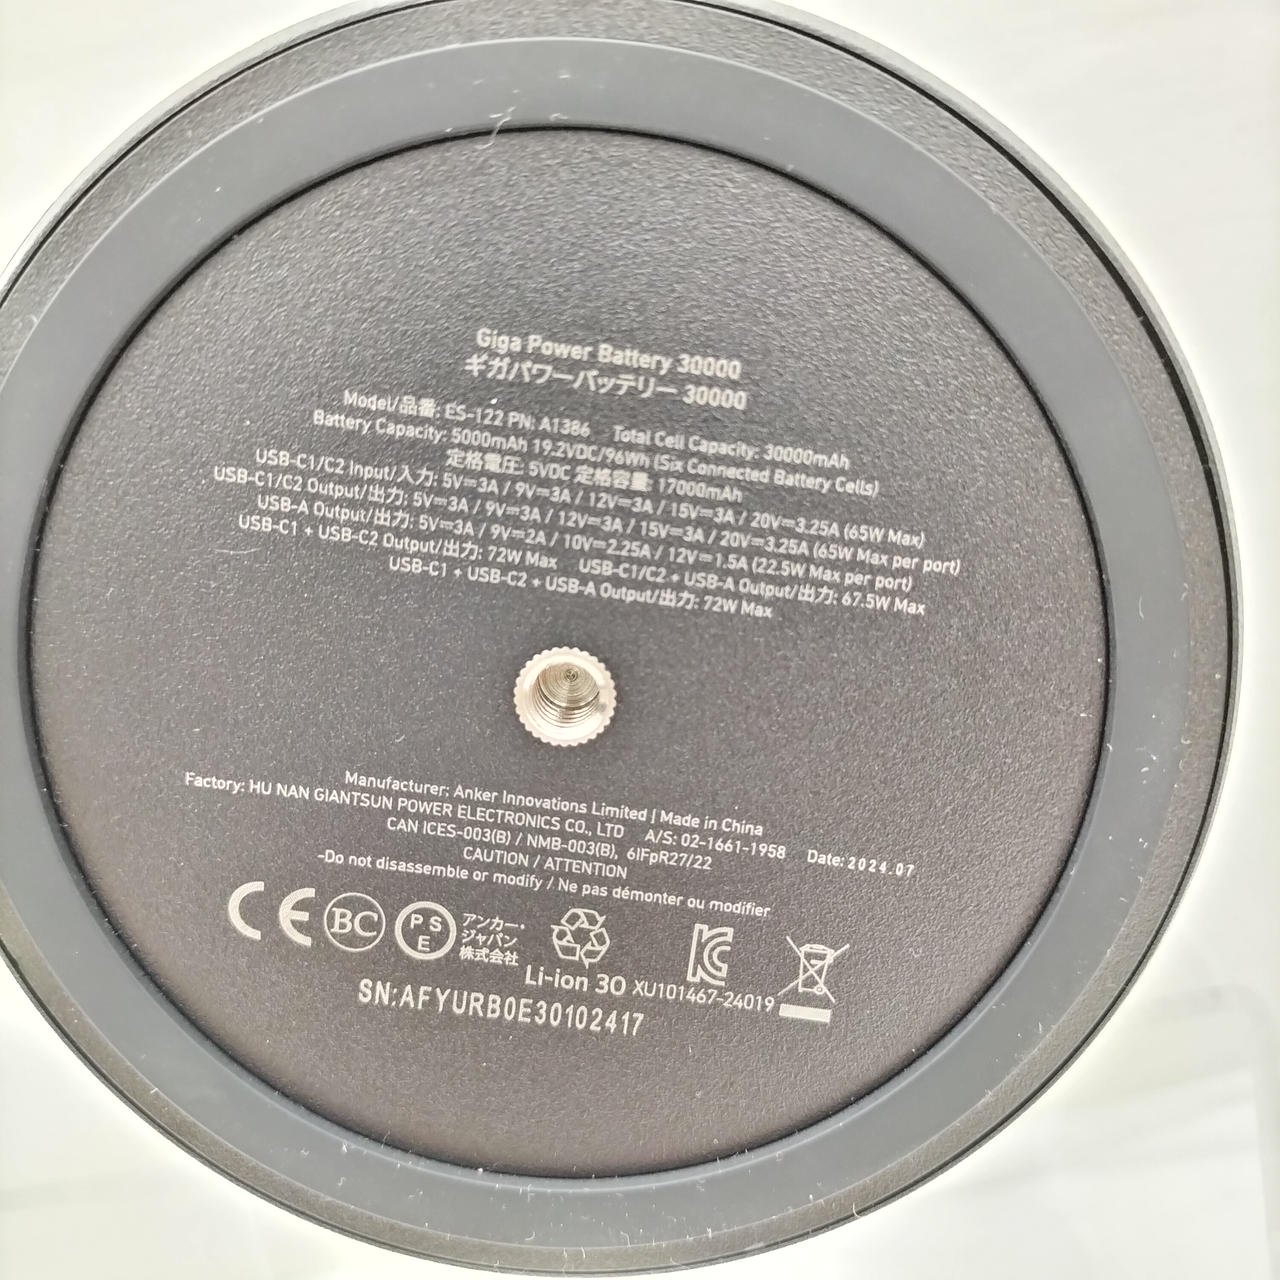 Giga Power Battery 30000
ギガパワーバッテリー 30000
Model/品番: ES-122 PN: A1386 Total Cell Capacity: 30000mAh
Battery Capacity: 5000mAh 19.2VDC/96Wh (Six Connected Battery Cells)
定格電圧: 5VDC 定格容量: 17000mAh
USB-C1/C2 Input/入力: 5V⎓3A / 9V⎓3A / 12V⎓3A / 15V⎓3A / 20V⎓3.25A (65W Max)
USB-C1/C2 Output/出力: 5V⎓3A / 9V⎓3A / 12V⎓3A / 15V⎓3A / 20V⎓3.25A (65W Max per port)
USB-A Output/出力: 5V⎓3A / 9V⎓2A / 10V⎓2.25A / 12V⎓1.5A (22.5W Max per port)
USB-C1 + USB-C2 Output/出力: 72W Max USB-C1/C2 + USB-A Output/出力: 67.5W Max
USB-C1 + USB-C2 + USB-A Output/出力: 72W Max
Manufacturer: Anker Innovations Limited | Made in China
Factory: HU NAN GIANTSUN POWER ELECTRONICS CO., LTD A/S: 02-1661-1958 Date: 2024.07
CAN ICES-003(B) / NMB-003(B), 6IFpR27/22
CAUTION / ATTENTION
-Do not disassemble or modify / Ne pas démonter ou modifier
CE BC PSE アンカー・
ジャパン
株式会社
Li-ion 30 XU101467-24019
SN:AFYURB0E30102417